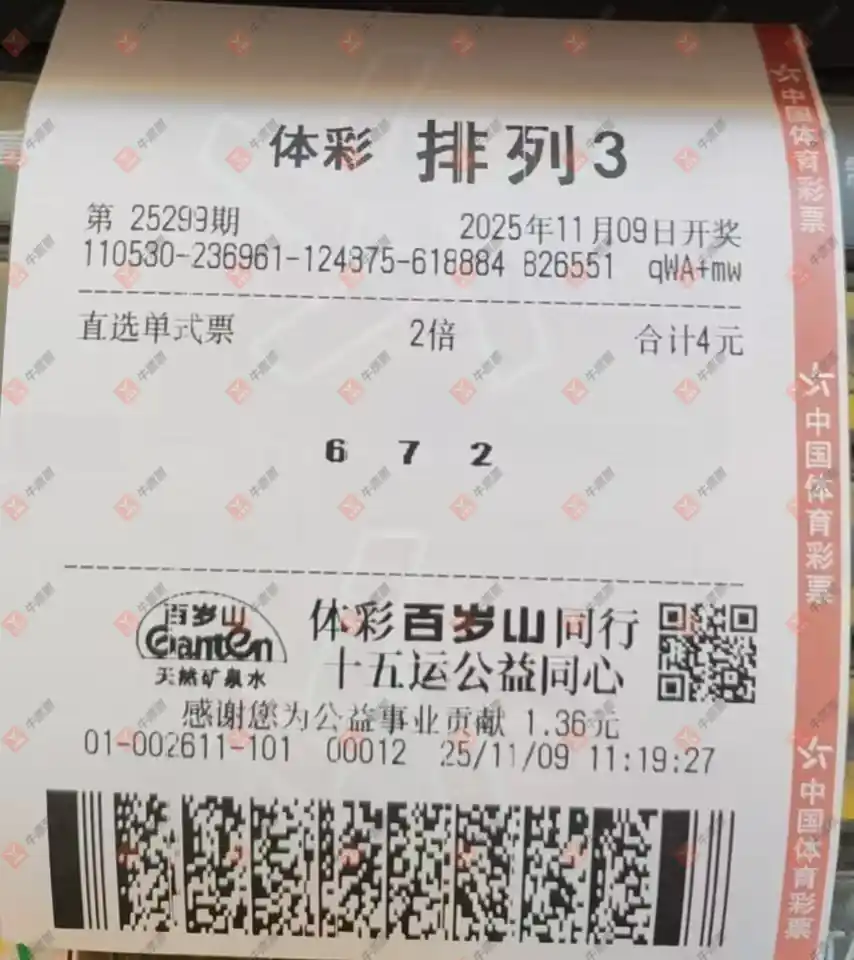 体彩 排列3
第 25299期 2025年11月09日开奖
110530-236961-124875-618884 826551 qWA+mw
直选单式票 2倍 合计4元
6 7 2
百岁山
Ganten
天然矿泉水
体彩百岁山同行
十五运公益同心
感谢您为公益事业贡献 1.36元
01-002611-101 00012 25/11/09 11:19:27
中国体育彩票
中国体育彩票
中国体育彩票